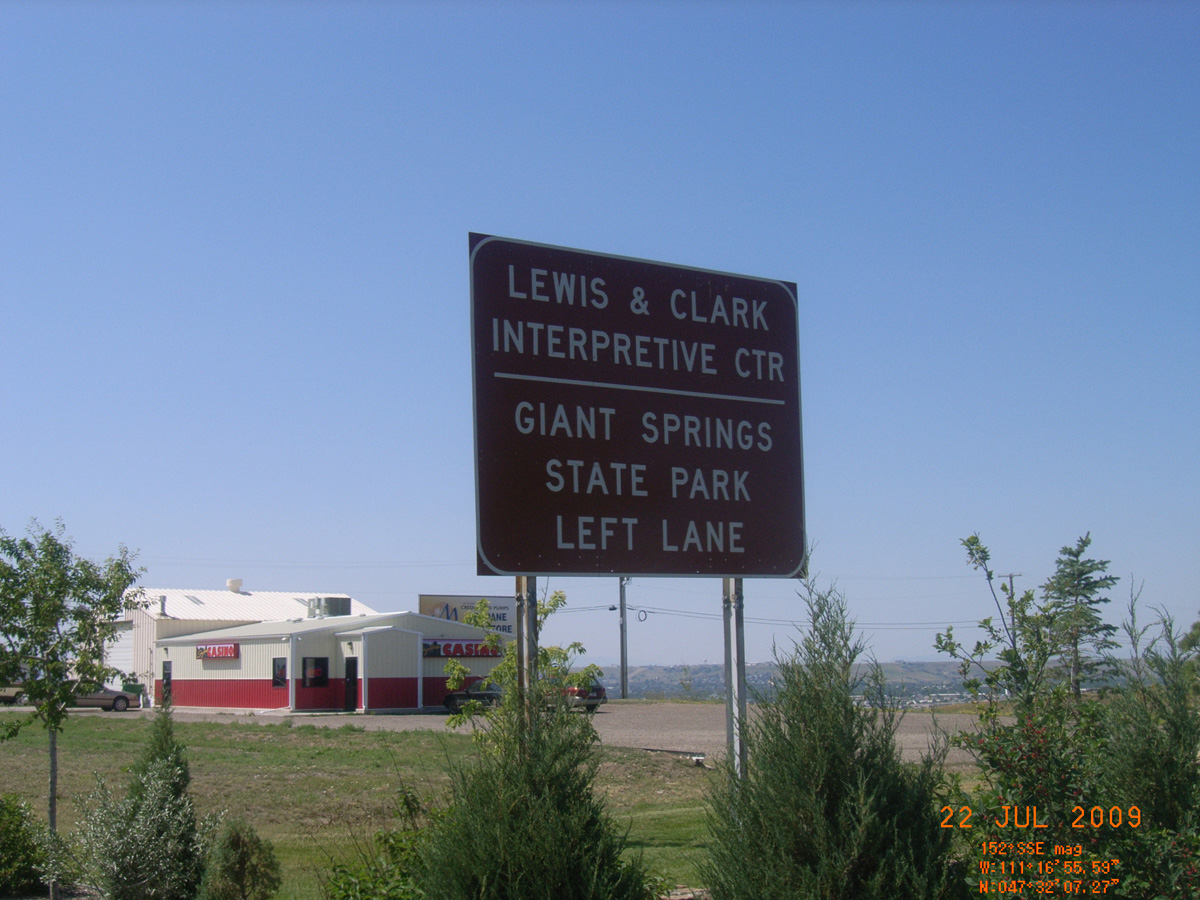 LEWIS & CLARK
INTERPRETIVE CTR
GIANT SPRINGS
STATE PARK
LEFT LANE
CASINO
CASINO
22 JUL 2009
152°SSE mag
W:111°16'55.59"
N:047°32'07.27"